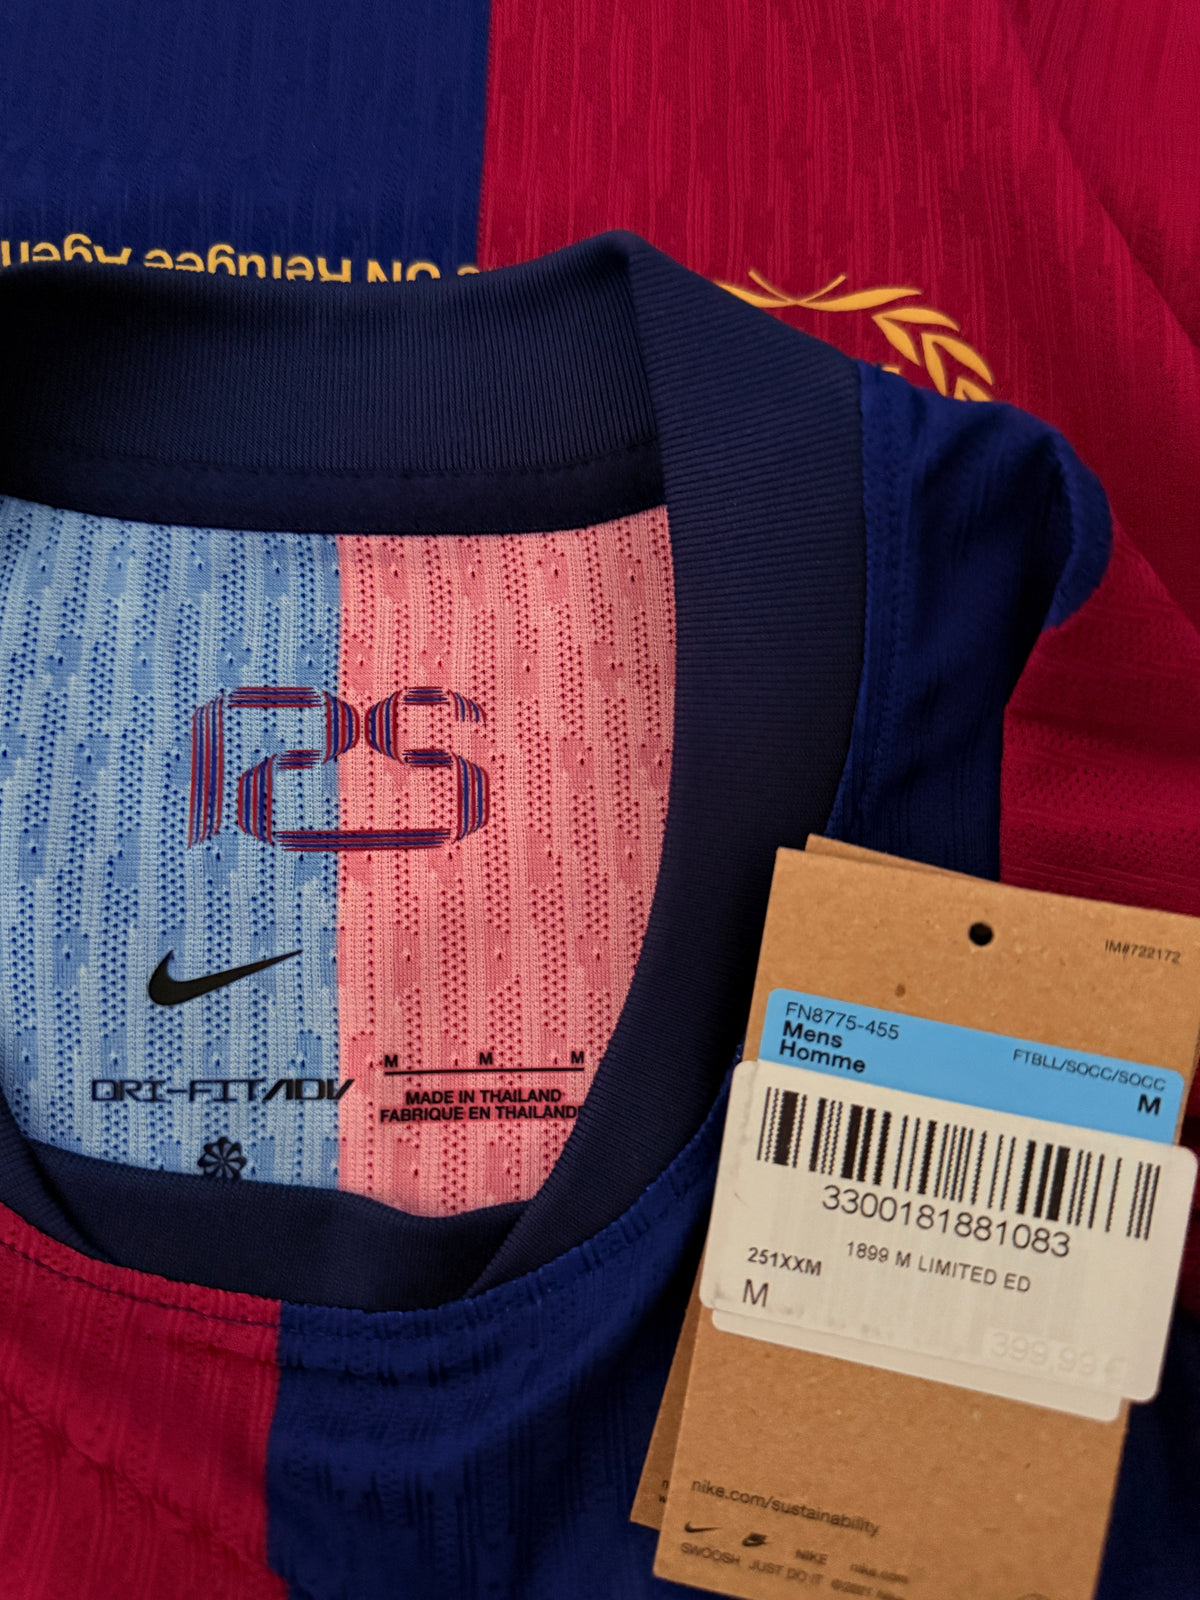 UN Refugee Agen
125
DRI-FIT ADV
M M M
MADE IN THAILAND
FABRIQUE EN THAILANDE
IM#722172
FN8775-455
Mens
Homme
FTBLL/SOCC/SOCC
M
3300181881083
1899 M LIMITED ED
251XXM
M
399,99 €
nike.com/sustainability
NIKE nike.com
SWOOSH JUST DO IT ©2021